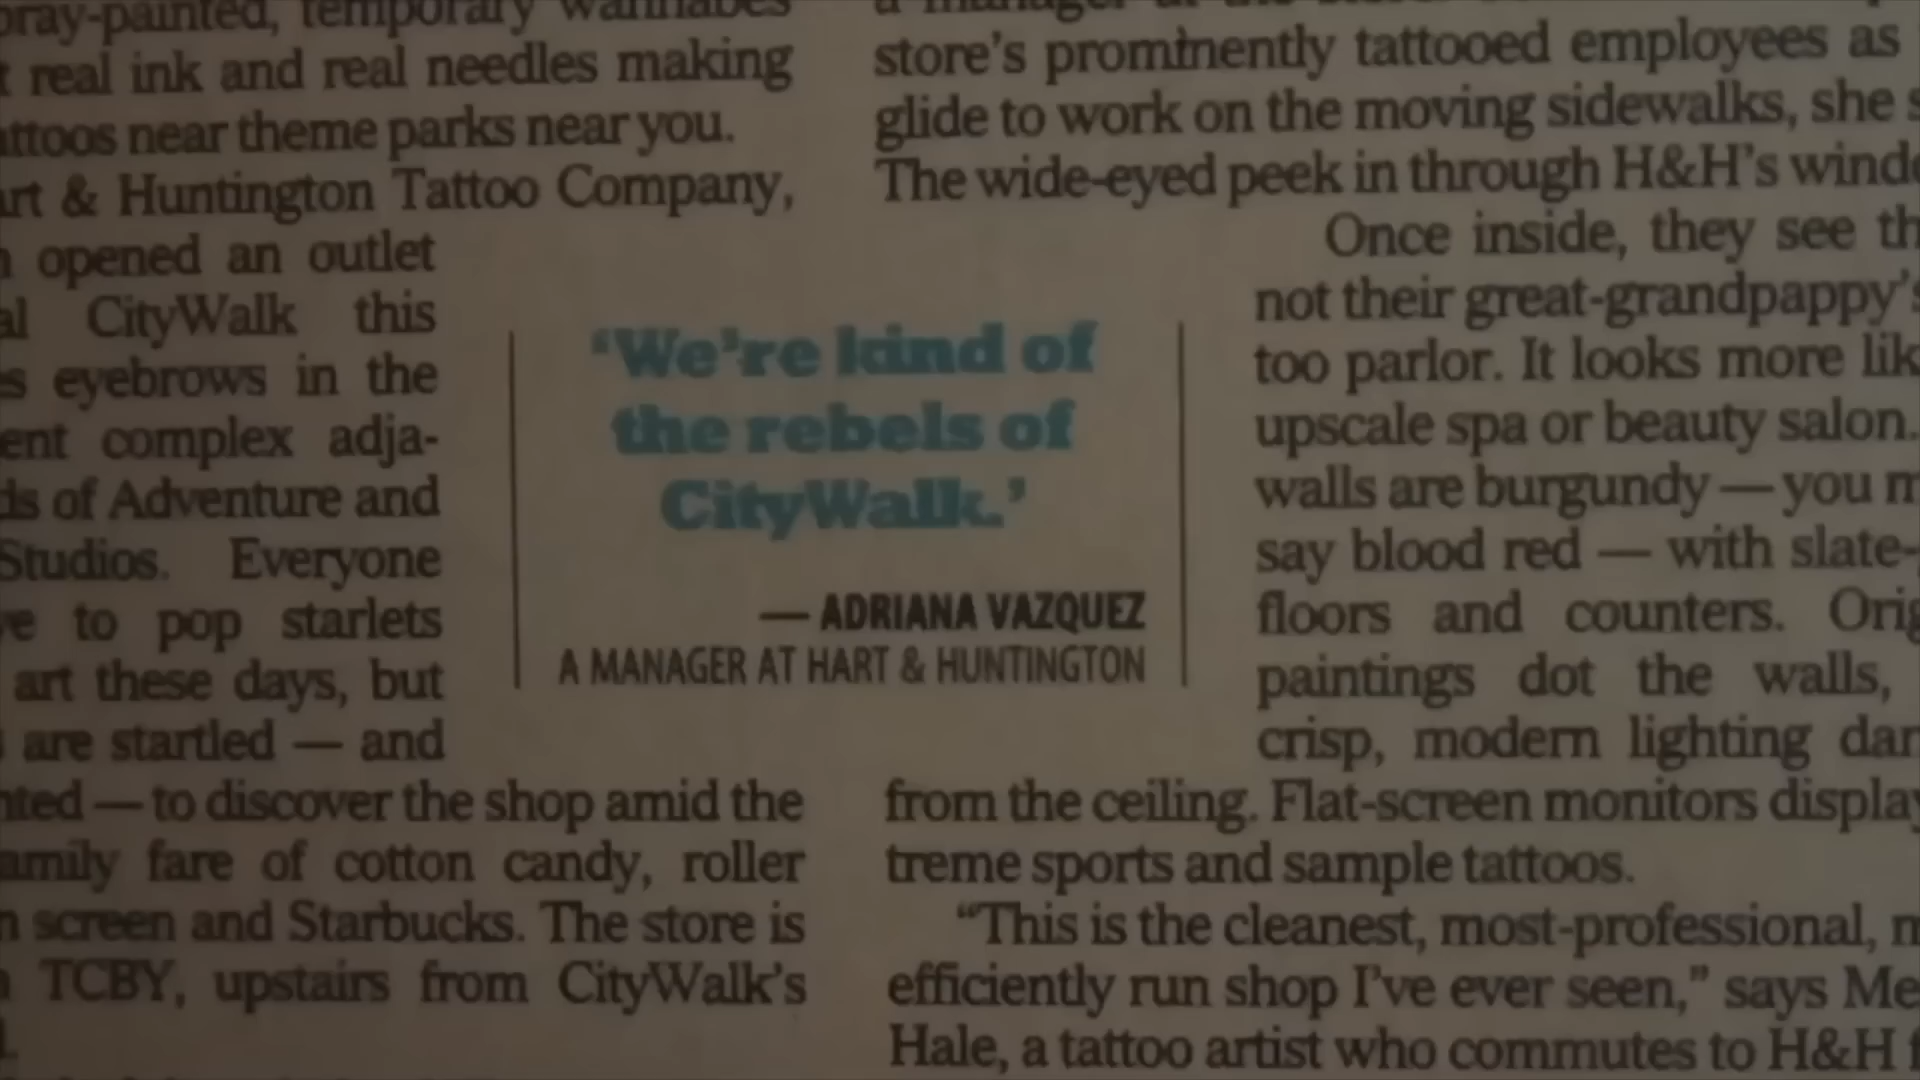 temporary wannabes
real ink and real needles making
near theme parks near you.
& Huntington Tattoo Company,
opened an outlet
CityWalk this
eyebrows in the
complex adja-
of Adventure and
Studios. Everyone
to pop starlets
art these days, but
are startled — and
— to discover the shop amid the
fare of cotton candy, roller
screen and Starbucks. The store is
TCBY, upstairs from CityWalk's
'We're kind of
the rebels of
CityWalk.'
— ADRIANA VAZQUEZ
A MANAGER AT HART & HUNTINGTON
store's prominently tattooed employees as
glide to work on the moving sidewalks, she
The wide-eyed peek in through H&H's
Once inside, they see
not their great-grandpappy's
too parlor. It looks more
upscale spa or beauty salon.
walls are burgundy — you
say blood red — with slate-
floors and counters.
paintings dot the walls,
crisp, modern lighting
from the ceiling. Flat-screen monitors display
treme sports and sample tattoos.
"This is the cleanest, most-professional,
efficiently run shop I've ever seen," says
Hale, a tattoo artist who commutes to H&H